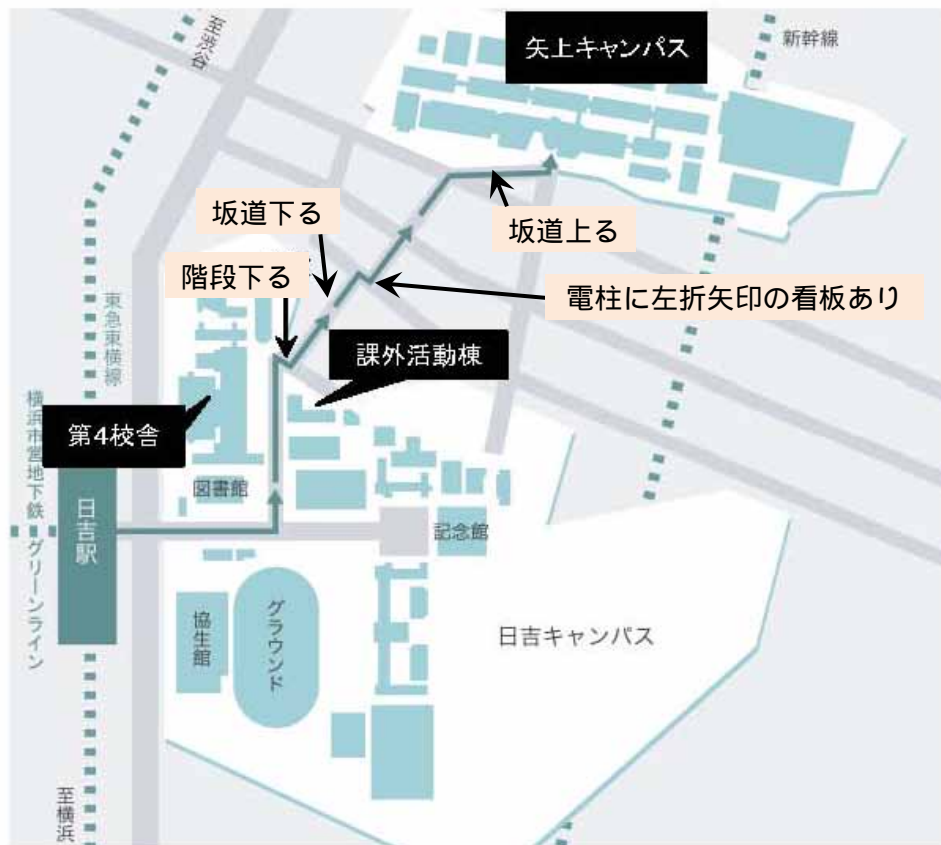 至渋谷
矢上キャンパス
新幹線
坂道下る
坂道上る
階段下る
電柱に左折矢印の看板あり
東急東横線
課外活動棟
横浜市営地下鉄
グリーンライン
第4校舎
図書館
日吉駅
記念館
協生館
グラウンド
日吉キャンパス
至横浜